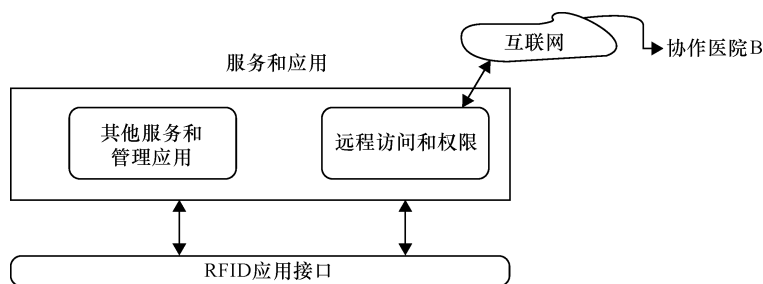 互联网
协作医院B
服务和应用
其他服务和
管理应用
远程访问和权限
RFID应用接口